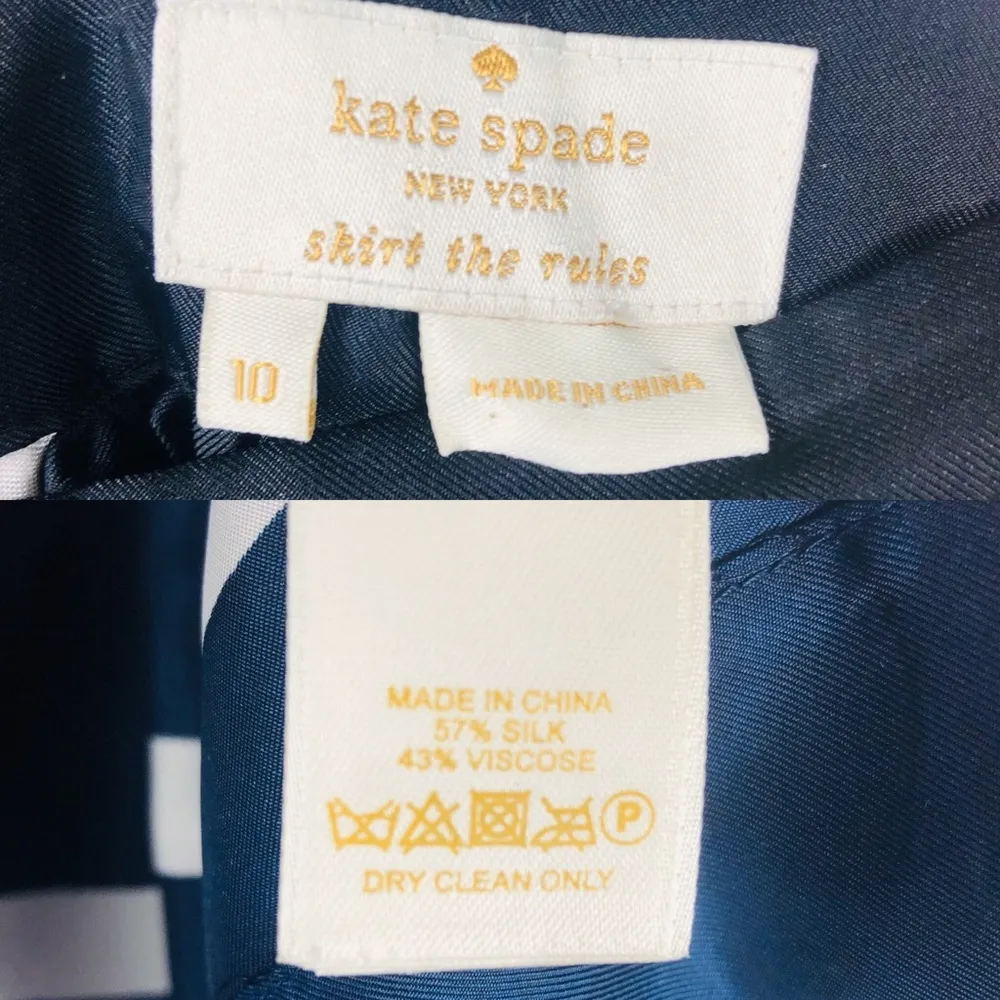 kate spade
NEW YORK
skirt the rules
10
MADE IN CHINA
MADE IN CHINA
57% SILK
43% VISCOSE
P
DRY CLEAN ONLY